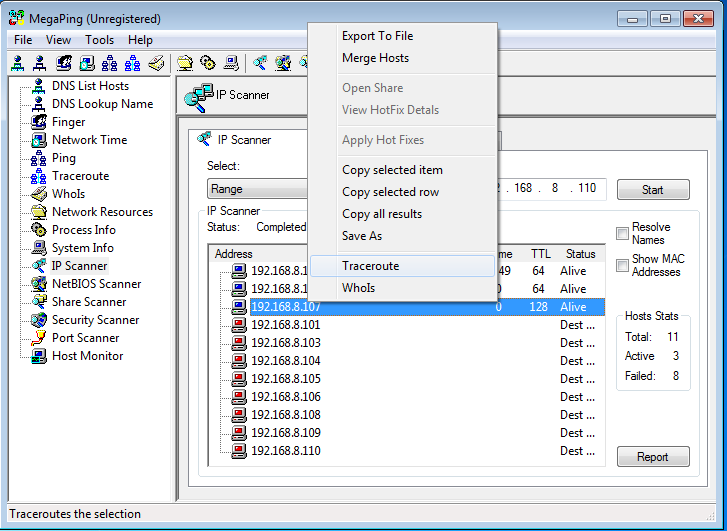 MegaPing (Unregistered)
File View Tools Help
DNS List Hosts
DNS Lookup Name
Finger
Network Time
Ping
Traceroute
WhoIs
Network Resources
Process Info
System Info
IP Scanner
NetBIOS Scanner
Share Scanner
Security Scanner
Port Scanner
Host Monitor
IP Scanner
IP Scanner
Select:
Range
. 168 . 8 . 110
Start
IP Scanner
Status: Completed
Resolve
Names
Show MAC
Addresses
Address TTL Status
192.168.8.1 49 64 Alive
192.168.8.1 0 64 Alive
192.168.8.107 0 128 Alive
192.168.8.101 Dest ...
192.168.8.103 Dest ...
192.168.8.104 Dest ...
192.168.8.105 Dest ...
192.168.8.106 Dest ...
192.168.8.108 Dest ...
192.168.8.109 Dest ...
192.168.8.110 Dest ...
Hosts Stats
Total: 11
Active 3
Failed: 8
Report
Export To File
Merge Hosts
Open Share
View HotFix Detals
Apply Hot Fixes
Copy selected item
Copy selected row
Copy all results
Save As
Traceroute
WhoIs
Traceroutes the selection